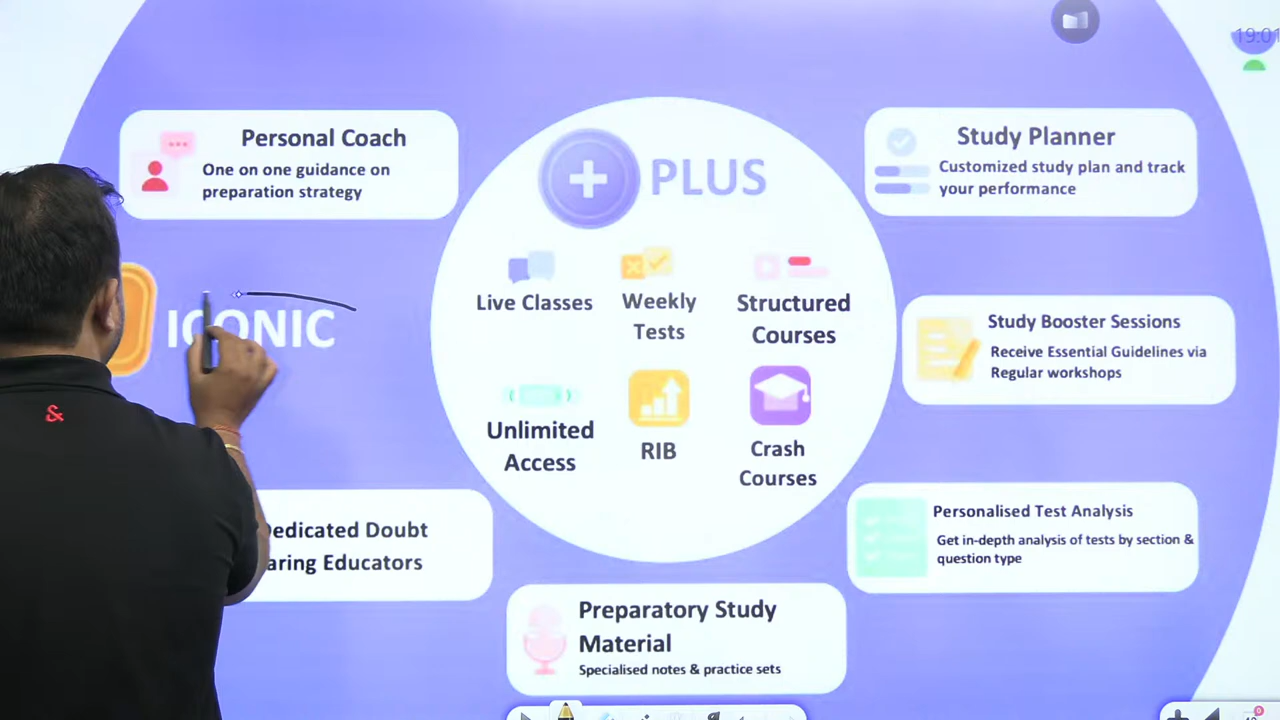 19:01
Personal Coach
One on one guidance on
preparation strategy
PLUS
Study Planner
Customized study plan and track
your performance
ICONIC
Live Classes
Weekly
Tests
Structured
Courses
Study Booster Sessions
Receive Essential Guidelines via
Regular workshops
Unlimited
Access
RIB
Crash
Courses
&
Dedicated Doubt
aring Educators
Personalised Test Analysis
Get in-depth analysis of tests by section &
question type
Preparatory Study
Material
Specialised notes & practice sets